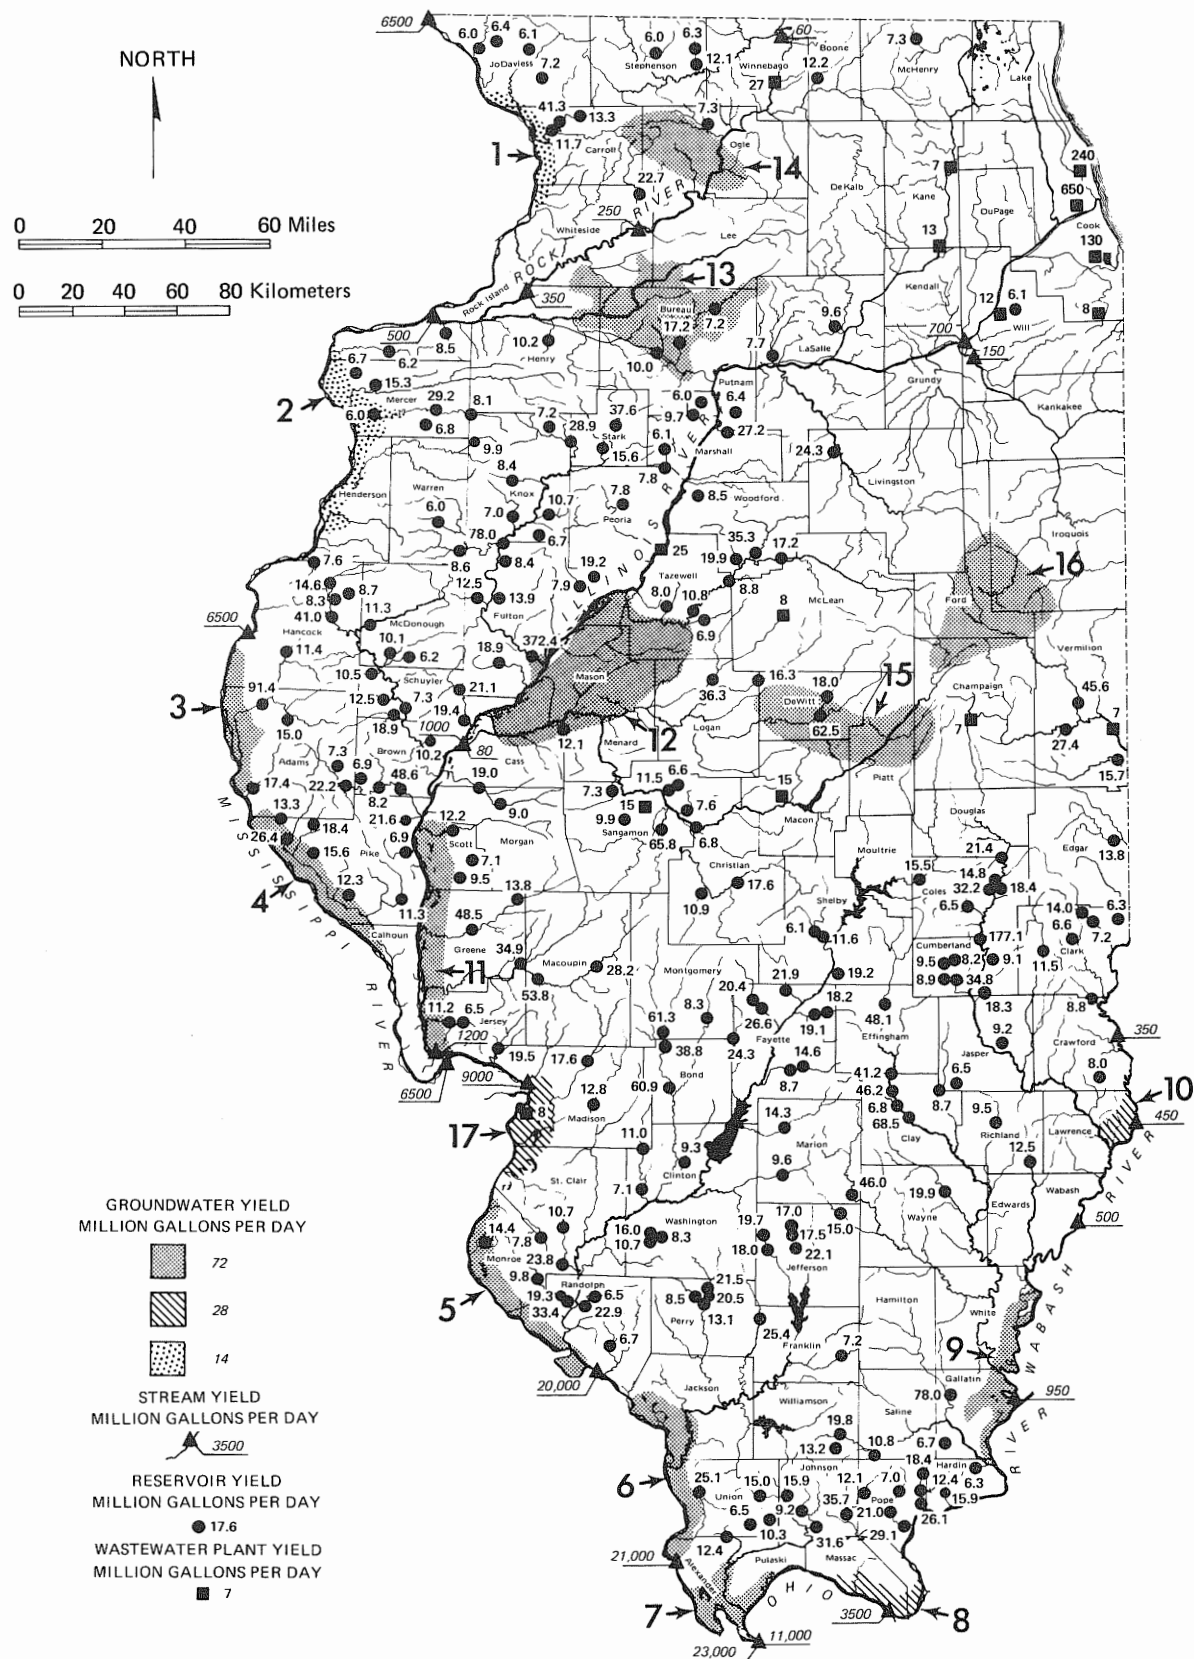 6500
6.4
6.0
6.1
6.0
6.3
60
Boone
7.3
NORTH
JoDaviess
7.2
Stephenson
12.1
Winnebago
12.2
McHenry
Lake
27
41.3
13.3
7.3
11.7
Carroll
Ogle
1
14
240
7
DeKalb
22.7
Kane
650
RIVER
250
DuPage
0 20 60 Miles
Whiteside
Lee
Cook
13
130
ROCK
13
0 20 40 60 80 Kilometers
Rock Island
350
Kendall
Bureau
12
6.1
8
17.2
7.2
9.6
Will
500
8.5
10.2
Henry
700
6.2
10.0
7.7
LaSalle
150
6.7
15.3
Putnam
Grundy
2
Mercer
29.2
8.1
6.0
6.4
Kankakee
6.0
7.2
37.6
9.7
6.8
28.9
Stark
6.1
27.2
9.9
15.6
Marshall
24.3
8.4
7.8
Livingston
Henderson
Warren
Knox
10.7
7.8
8.5
Woodford
6.0
7.0
Peoria
Iroquois
78.0
6.7
35.3
17.2
25
7.6
8.6
8.4
19.9
16
14.6
8.7
12.5
19.2
Tazewell
8.3
13.9
7.9
8.0
10.8
8.8
McLean
Ford
41.0
11.3
8
6500
McDonough
Fulton
6.9
Hancock
10.1
372.4
ILLINOIS RIVER
11.4
6.2
18.9
Vermilion
10.5
Schuyler
Mason
16.3
18.0
15
Champaign
91.4
12.5
7.3
21.1
36.3
DeWitt
45.6
3
19.4
7
7
15.0
18.9
1000
12
Logan
62.5
80
12.1
Menard
27.4
Adams
7.3
Brown
10.2
Cass
Piatt
6.9
48.6
19.0
11.5
6.6
15.7
17.4
22.2
7.3
15
8.2
15
7.6
Douglas
13.3
21.6
9.0
9.9
Macon
12.2
Sangamon
6.8
26.4
18.4
6.9
65.8
Scott
Morgan
Moultrie
21.4
Edgar
15.6
Pike
7.1
Christian
13.8
15.5
14.8
4
12.3
9.5
13.8
17.6
Coles
32.2
18.4
MISSISSIPPI RIVER
Shelby
6.5
14.0
6.3
11.3
48.5
10.9
6.6
Calhoun
6.1
11.6
177.1
7.2
Greene
34.9
Cumberland
Clark
Macoupin
Montgomery
9.5
8.2
9.1
11
28.2
21.9
19.2
11.5
53.8
20.4
8.9
34.8
11.2
6.5
8.3
18.2
18.3
8.8
Jersey
61.3
26.6
19.1
48.1
1200
Fayette
Effingham
9.2
350
19.5
38.8
24.3
Crawford
17.6
14.6
Jasper
9000
Bond
41.2
6.5
8.0
6500
60.9
8.7
46.2
10
12.8
8
6.8
8.7
9.5
Madison
14.3
450
17
68.5
Clay
Richland
Lawrence
11.0
9.3
Marion
12.5
9.6
St. Clair
Clinton
Wabash
7.1
46.0
19.9
GROUNDWATER YIELD
MILLION GALLONS PER DAY
Edwards
10.7
16.0
Washington
17.0
Wayne
500
14.4
19.7
15.0
7.8
8.3
17.5
72
10.7
Monroe
23.8
18.0
22.1
Jefferson
9.8
Randolph
21.5
28
19.3
6.5
8.5
20.5
Hamilton
5
33.4
22.9
White
Perry
13.1
WABASH RIVER
14
6.7
25.4
Franklin
7.2
9
STREAM YIELD
MILLION GALLONS PER DAY
20,000
Gallatin
Jackson
Williamson
78.0
950
3500
Saline
19.8
RESERVOIR YIELD
MILLION GALLONS PER DAY
13.2
10.8
6.7
Johnson
18.4
Hardin
6
25.1
15.0
15.9
12.1
7.0
12.4
6.3
17.6
Union
35.7
Pope
15.9
WASTEWATER PLANT YIELD
MILLION GALLONS PER DAY
6.5
9.2
21.0
26.1
10.3
29.1
12.4
31.6
7
21,000
Pulaski
Massac
Alexander
OHIO
7
3500
8
11,000
23,000